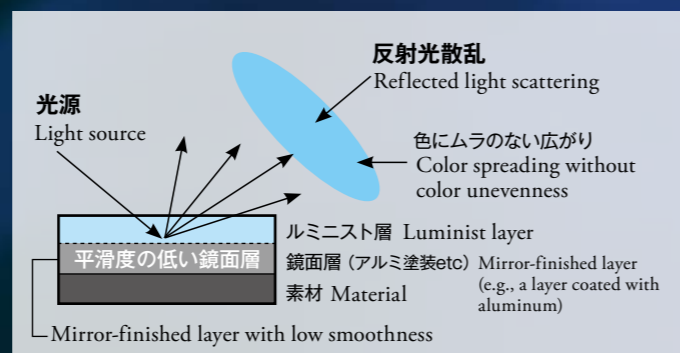 反射光散乱
Reflected light scattering
光源
Light source
色にムラのない広がり
Color spreading without
color unevenness
ルミニスト層 Luminist layer
平滑度の低い鏡面層
鏡面層（アルミ塗装etc） Mirror-finished layer
(e.g., a layer coated with
aluminum)
素材 Material
Mirror-finished layer with low smoothness